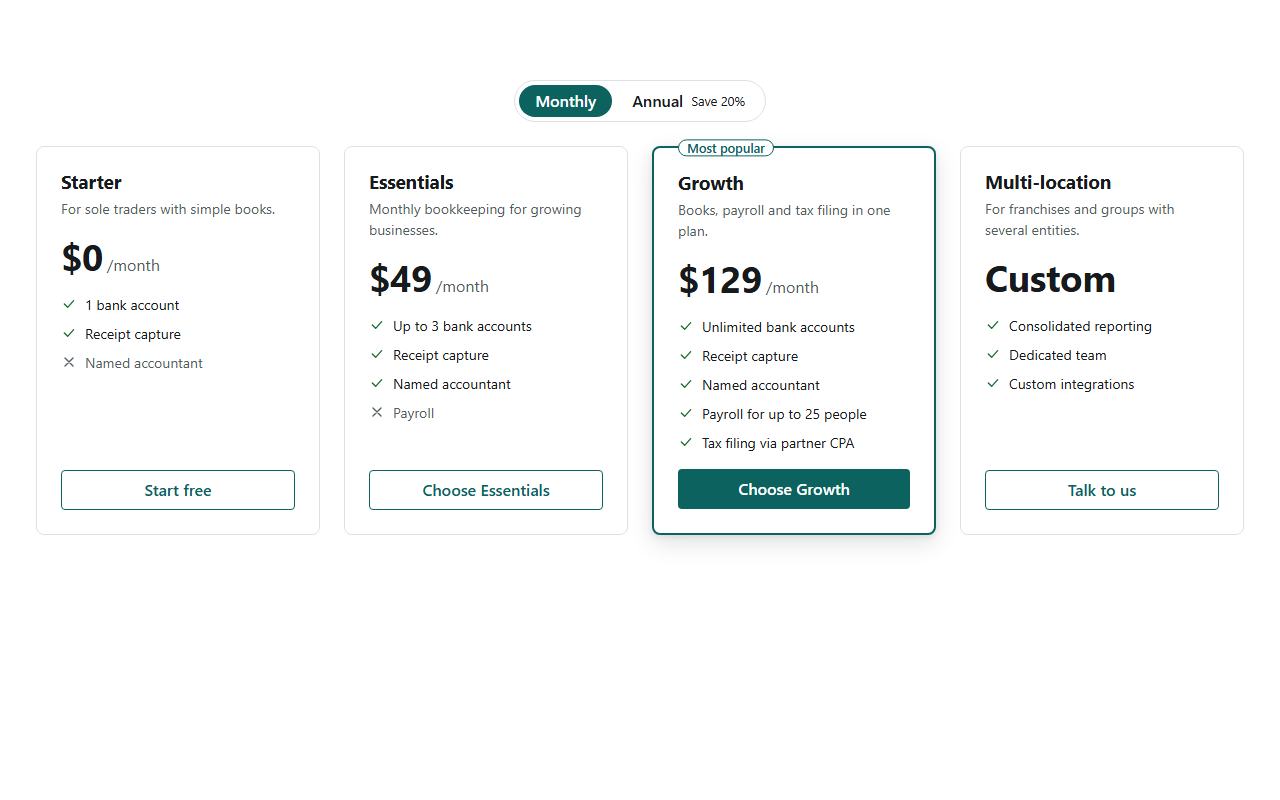 Monthly
Annual Save 20%
Starter
For sole traders with simple books.
$0 /month
1 bank account
Receipt capture
Named accountant
Start free
Essentials
Monthly bookkeeping for growing
businesses.
$49 /month
Up to 3 bank accounts
Receipt capture
Named accountant
Payroll
Choose Essentials
Most popular
Growth
Books, payroll and tax filing in one
plan.
$129 /month
Unlimited bank accounts
Receipt capture
Named accountant
Payroll for up to 25 people
Tax filing via partner CPA
Choose Growth
Multi-location
For franchises and groups with
several entities.
Custom
Consolidated reporting
Dedicated team
Custom integrations
Talk to us